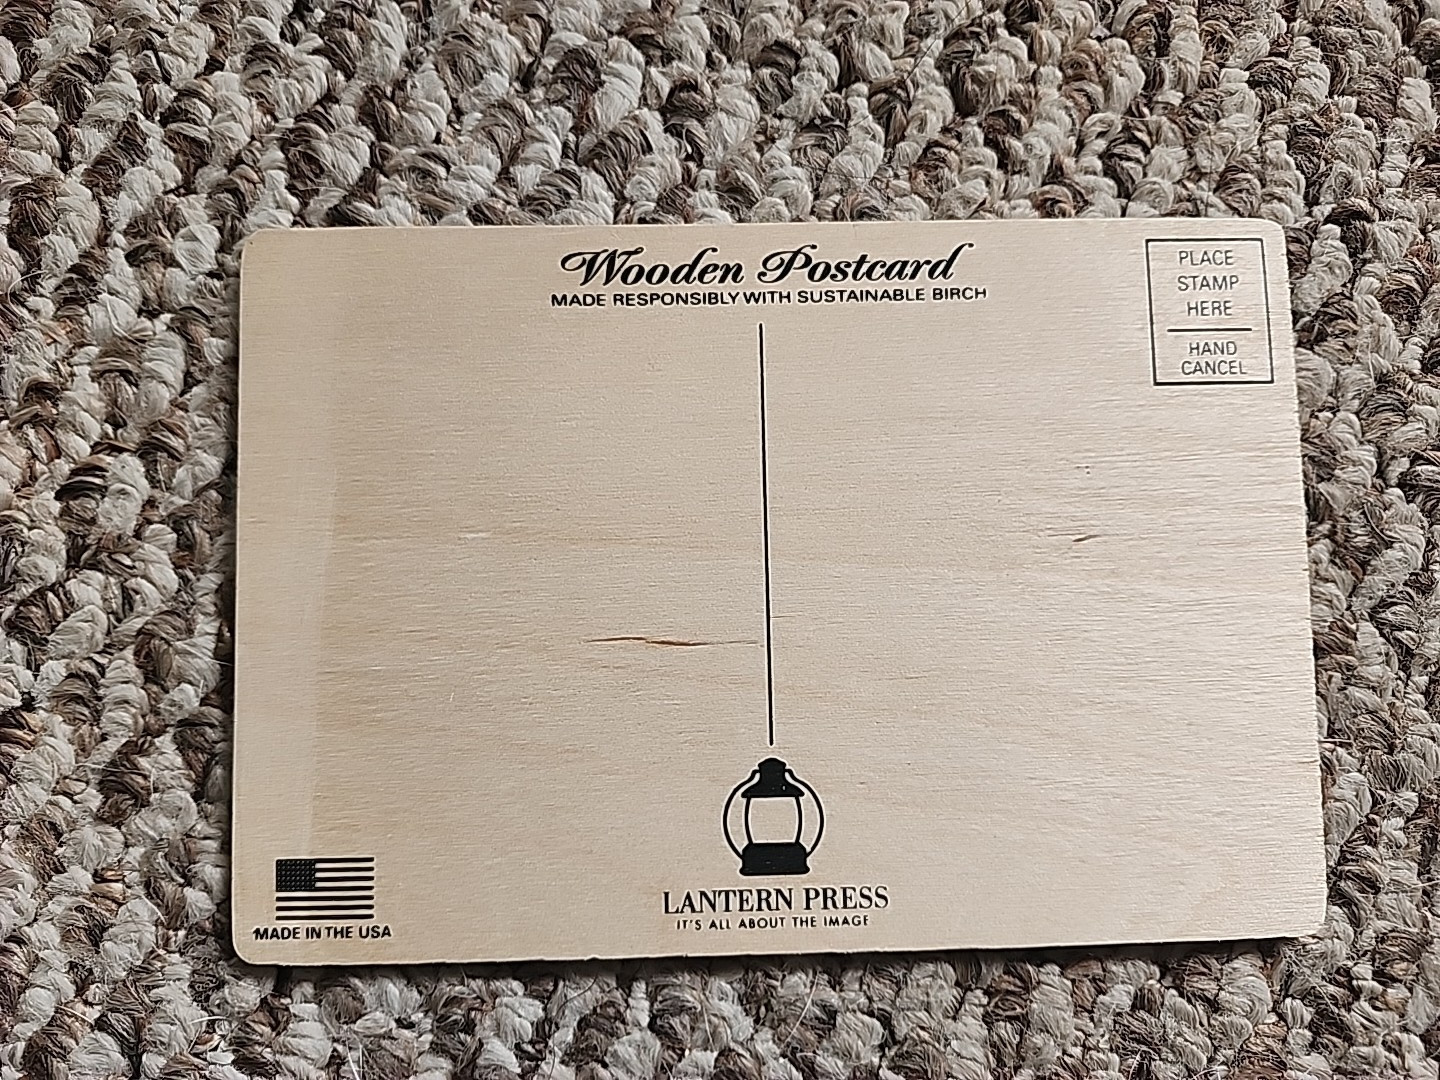 Wooden Postcard
MADE RESPONSIBLY WITH SUSTAINABLE BIRCH
PLACE
STAMP
HERE
HAND
CANCEL
LANTERN PRESS
IT'S ALL ABOUT THE IMAGE
MADE IN THE USA